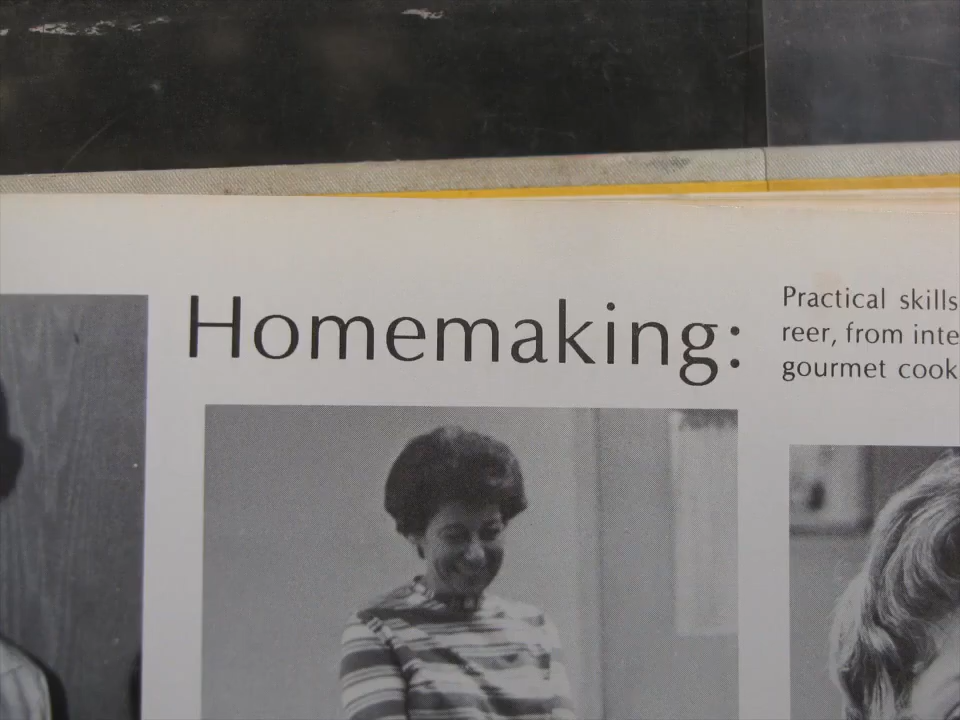 Homemaking:
Practical skills
reer, from inte
gourmet cook